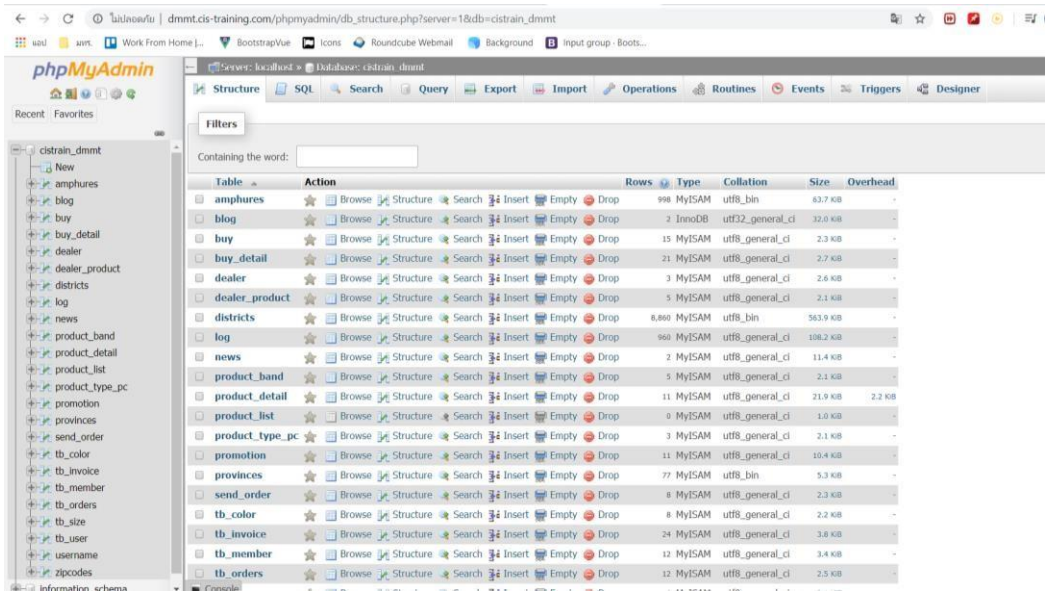 ไม่ปลอดภัย | dmmt.cis-training.com/phpmyadmin/db_structure.php?server=1&db=cistrain_dmmt
แอป มทร. Work From Home |... BootstrapVue Icons Roundcube Webmail Background B Input group · Boots...
phpMyAdmin
Recent Favorites
cistrain_dmmt
New
amphures
blog
buy
buy_detail
dealer
dealer_product
districts
log
news
product_band
product_detail
product_list
product_type_pc
promotion
provinces
send_order
tb_color
tb_invoice
tb_member
tb_orders
tb_size
tb_user
username
zipcodes
information_schema
Server: localhost » Database: cistrain_dmmt
Structure SQL Search Query Export Import Operations Routines Events Triggers Designer
Filters
Containing the word:
Table Action Rows Type Collation Size Overhead
amphures Browse Structure Search Insert Empty Drop 998 MyISAM utf8_bin 63.7 KiB -
blog Browse Structure Search Insert Empty Drop 2 InnoDB utf32_general_ci 32.0 KiB -
buy Browse Structure Search Insert Empty Drop 15 MyISAM utf8_general_ci 2.3 KiB -
buy_detail Browse Structure Search Insert Empty Drop 21 MyISAM utf8_general_ci 2.7 KiB -
dealer Browse Structure Search Insert Empty Drop 3 MyISAM utf8_general_ci 2.6 KiB -
dealer_product Browse Structure Search Insert Empty Drop 5 MyISAM utf8_general_ci 2.1 KiB -
districts Browse Structure Search Insert Empty Drop 8,860 MyISAM utf8_bin 563.9 KiB -
log Browse Structure Search Insert Empty Drop 960 MyISAM utf8_general_ci 108.2 KiB -
news Browse Structure Search Insert Empty Drop 2 MyISAM utf8_general_ci 11.4 KiB -
product_band Browse Structure Search Insert Empty Drop 5 MyISAM utf8_general_ci 2.1 KiB -
product_detail Browse Structure Search Insert Empty Drop 11 MyISAM utf8_general_ci 21.9 KiB 2.2 KiB
product_list Browse Structure Search Insert Empty Drop 0 MyISAM utf8_general_ci 1.0 KiB -
product_type_pc Browse Structure Search Insert Empty Drop 3 MyISAM utf8_general_ci 2.1 KiB -
promotion Browse Structure Search Insert Empty Drop 11 MyISAM utf8_general_ci 10.4 KiB -
provinces Browse Structure Search Insert Empty Drop 77 MyISAM utf8_bin 5.3 KiB -
send_order Browse Structure Search Insert Empty Drop 8 MyISAM utf8_general_ci 2.3 KiB -
tb_color Browse Structure Search Insert Empty Drop 8 MyISAM utf8_general_ci 2.2 KiB -
tb_invoice Browse Structure Search Insert Empty Drop 24 MyISAM utf8_general_ci 3.8 KiB -
tb_member Browse Structure Search Insert Empty Drop 12 MyISAM utf8_general_ci 3.4 KiB -
tb_orders Browse Structure Search Insert Empty Drop 12 MyISAM utf8_general_ci 2.5 KiB -
Console